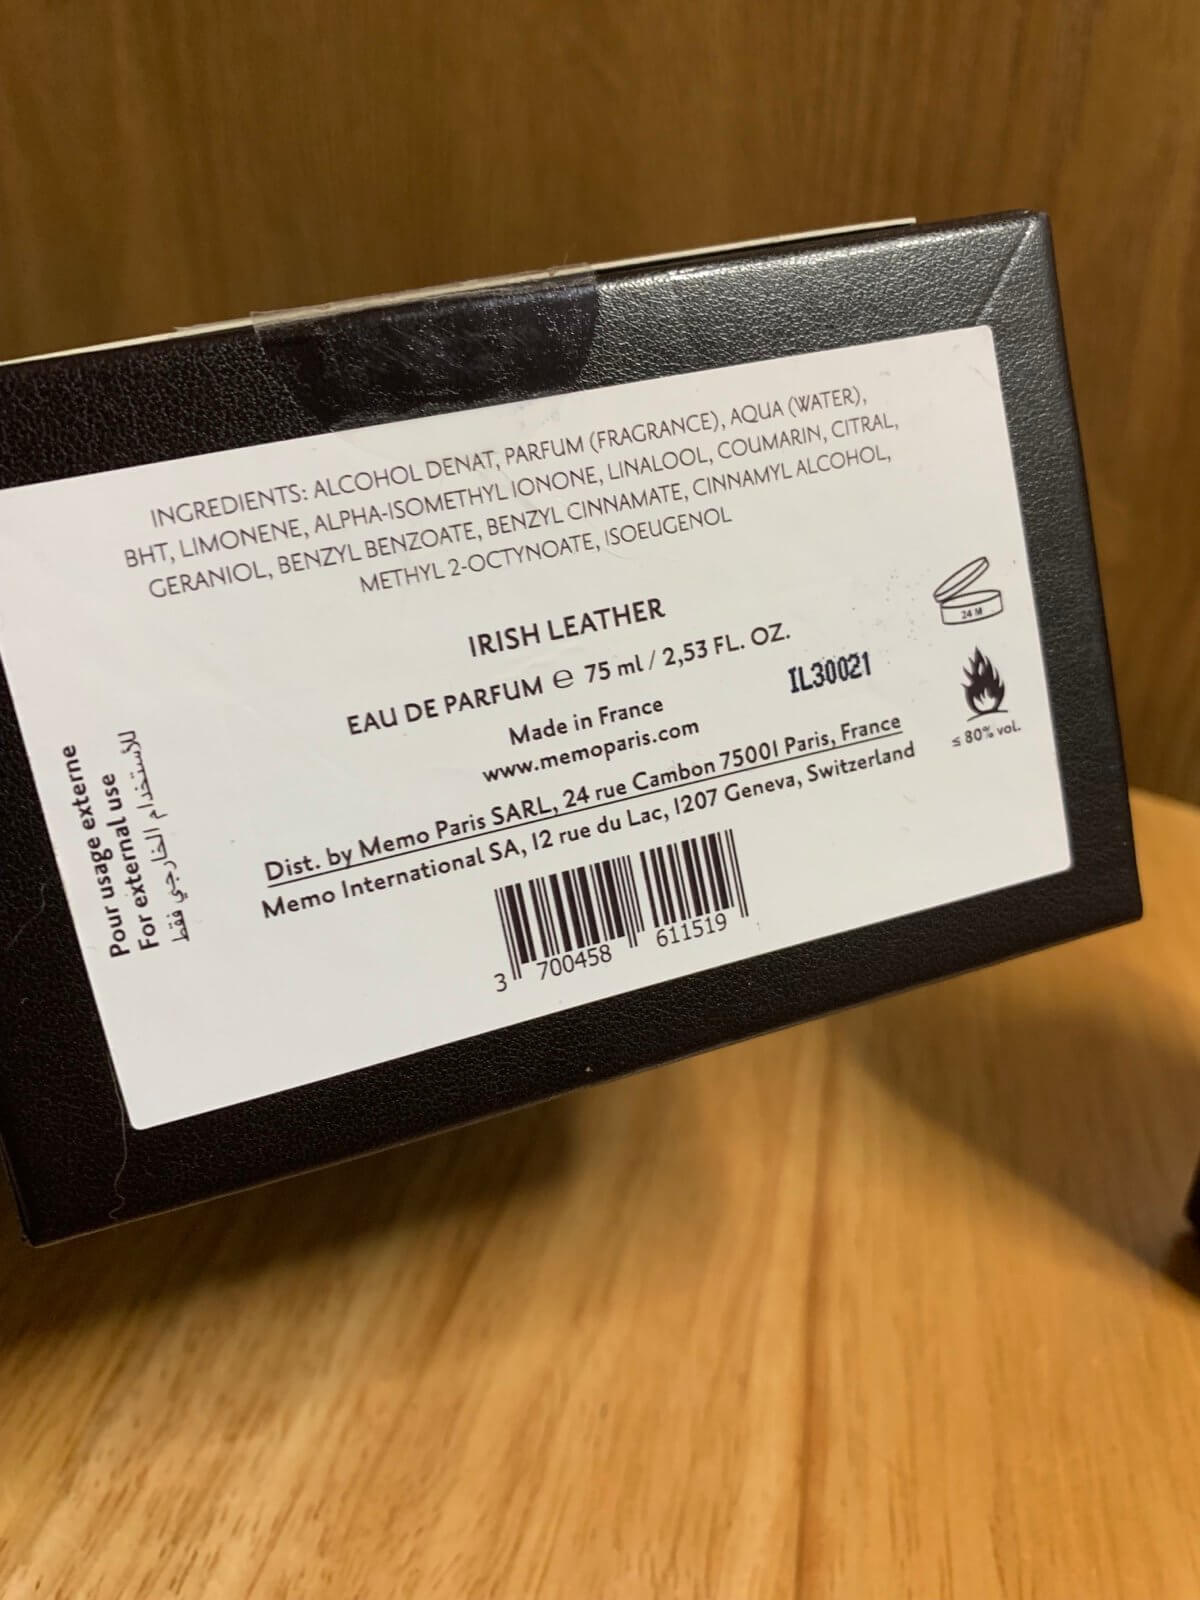 INGREDIENTS: ALCOHOL DENAT, PARFUM (FRAGRANCE), AQUA (WATER),
BHT, LIMONENE, ALPHA-ISOMETHYL IONONE, LINALOOL, COUMARIN, CITRAL,
GERANIOL, BENZYL BENZOATE, BENZYL CINNAMATE, CINNAMYL ALCOHOL,
METHYL 2-OCTYNOATE, ISOEUGENOL
IRISH LEATHER
EAU DE PARFUM ℮ 75 ml / 2,53 FL. OZ.
Made in France
www.memoparis.com
IL30021
Dist. by Memo Paris SARL, 24 rue Cambon 75001 Paris, France
Memo International SA, 12 rue du Lac, 1207 Geneva, Switzerland
3 700458 611519
24 M
≤ 80% vol.
Pour usage externe
For external use
للأستخدام الخارجي فقط